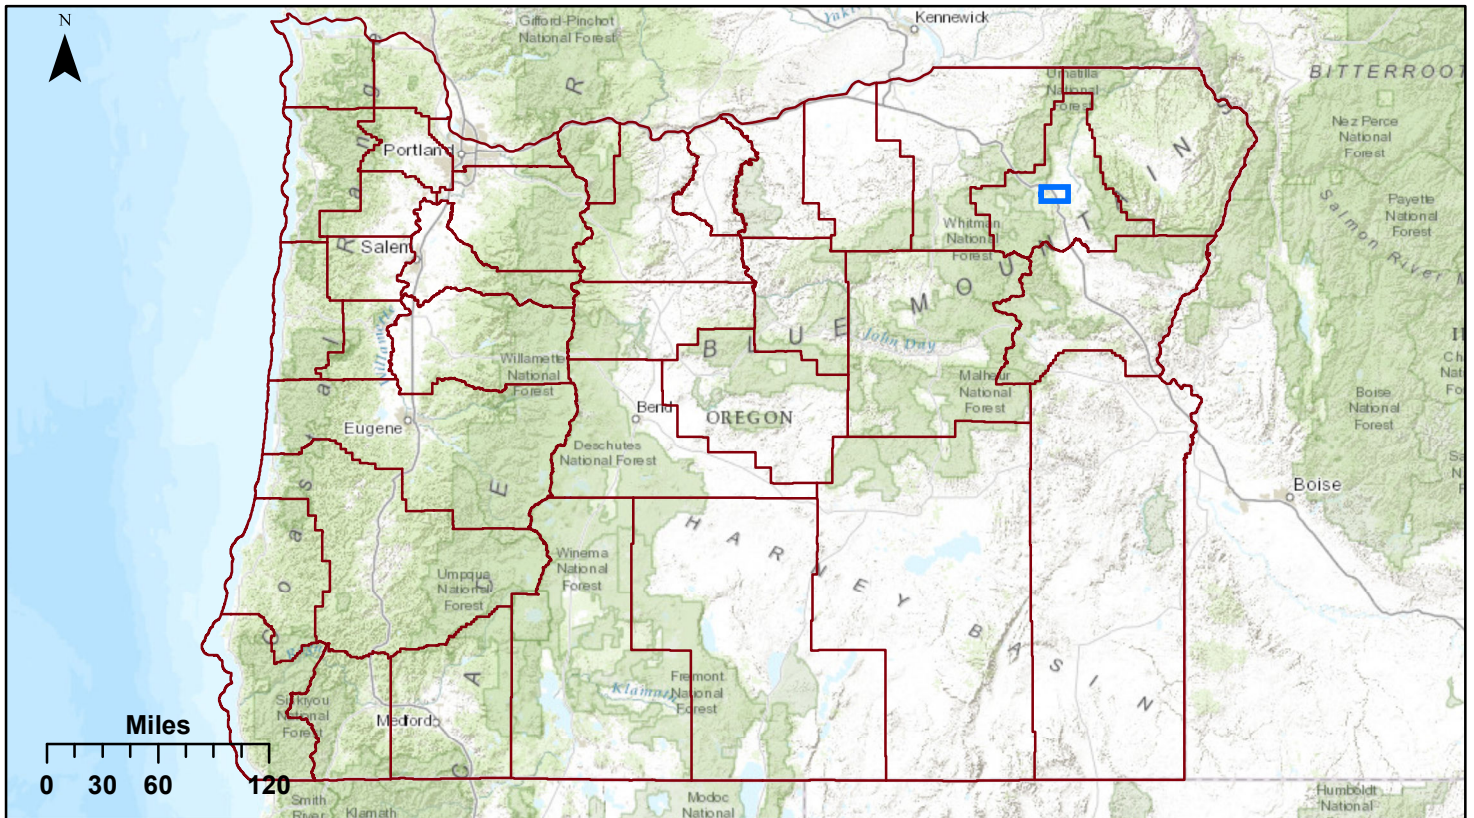 N
Gifford-Pinchot
National Forest
Kennewick
R
Umatilla
National
Forest
BITTERROOT
Nez Perce
National
Forest
Portland
Payette
National
Forest
Salmon River
M
Salem
Whitman
National
Forest
Coastal Range
Willamette
BLUE MOUNTAINS
John Day
Willamette
National
Forest
Malheur
National
Forest
Boise
National
Forest
Bend
OREGON
Eugene
Deschutes
National Forest
Boise
E
HARNEY BASIN
Winema
National
Forest
Umpqua
National
Forest
D
A
C
Fremont
National
Forest
Klamath
Siskiyou
National
Forest
Medford
Miles
0 30 60 120
Smith
River
Klamath
Modoc
National
Humboldt
National